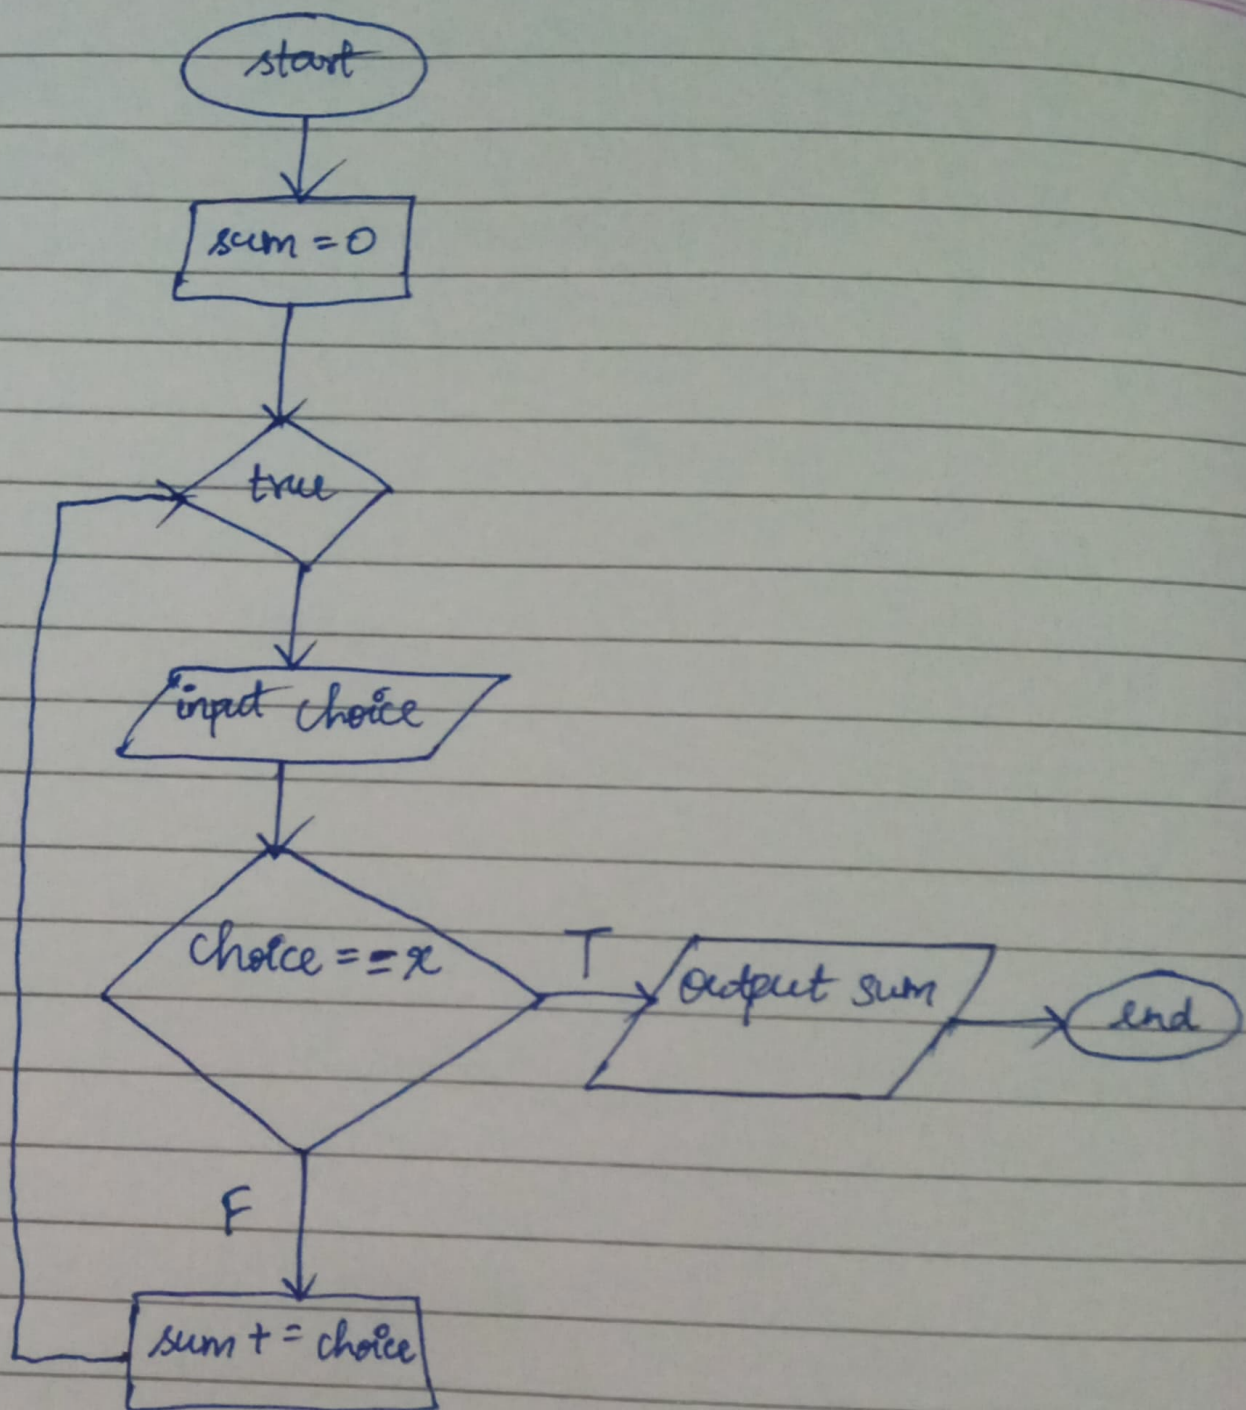 start
sum = 0
true
input choice
choice == x
T
output sum
end
F
sum += choice